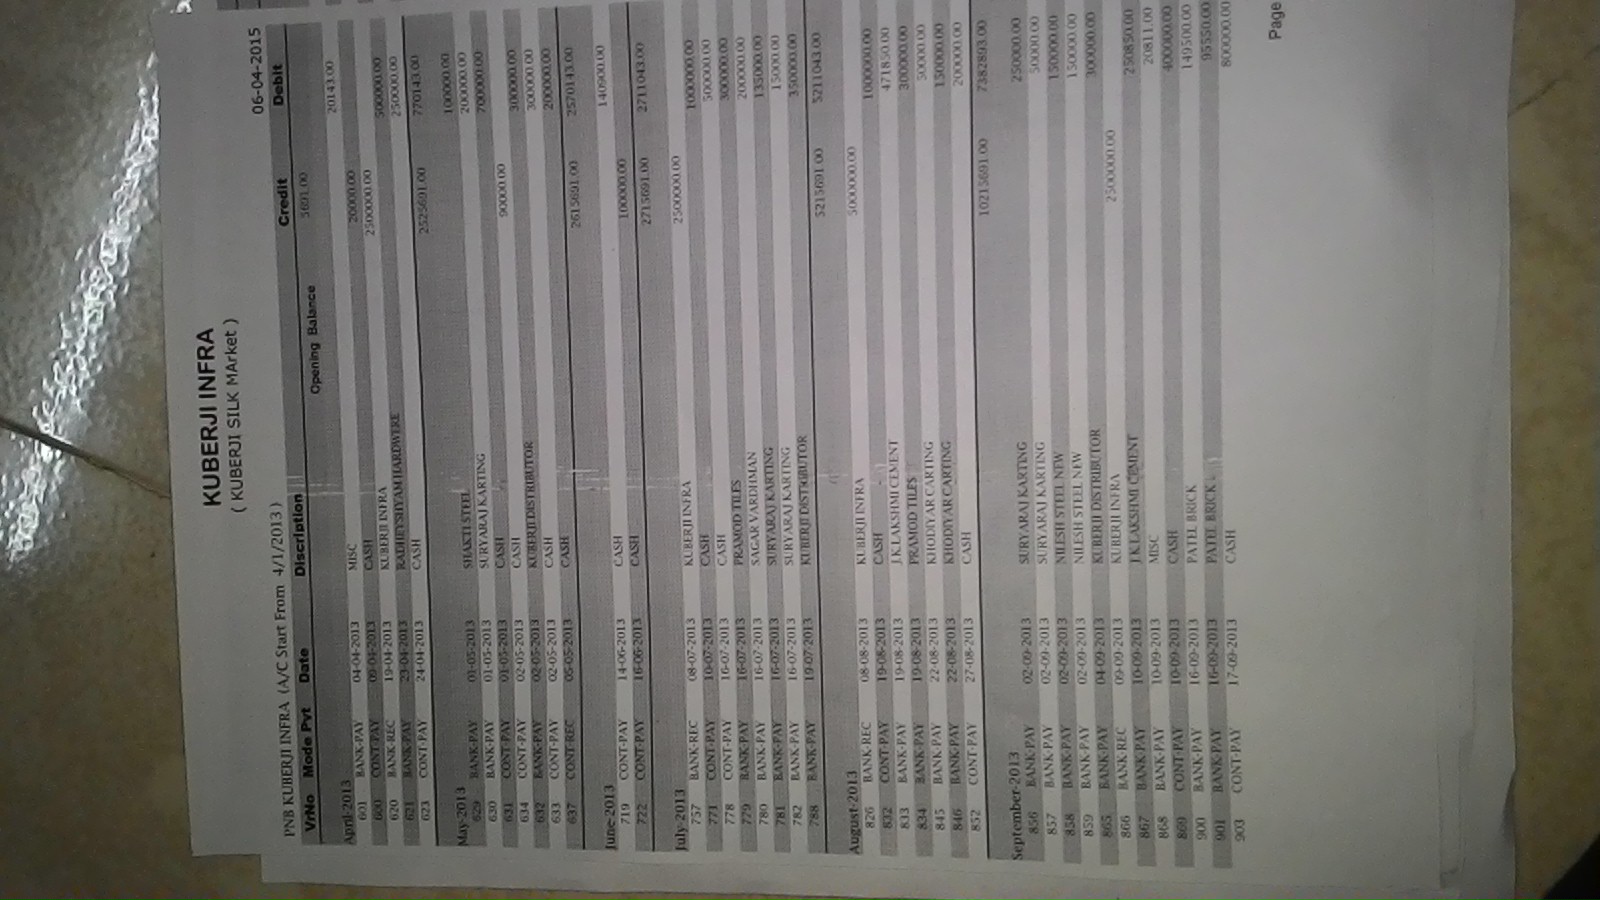 KUBERJI INFRA
( KUBERJI SILK MArket )
06-04-2015
PNB KUBERJI INFRA (A/C Start From 4/1/2013 )
VrNo Mode Pvt Date Discription Credit Debit
Opening Balance 5691.00
April-2013
601 BANK-PAY 04-04-2013 MISC 20143.00
600 CONT-PAY 09-04-2013 CASH 20000.00
620 BANK-REC 19-04-2013 KUBERJI INFRA 2500000.00
621 BANK-PAY 23-04-2013 RADHEYSHYAM HARDWERE 500000.00
623 CONT-PAY 24-04-2013 CASH 250000.00
2525691.00 770143.00
May-2013
629 BANK-PAY 01-05-2013 SHAKTI STEEL 100000.00
630 BANK-PAY 01-05-2013 SURYARAJ KARTING 200000.00
631 CONT-PAY 01-05-2013 CASH 700000.00
634 CONT-PAY 02-05-2013 CASH 90000.00
632 BANK-PAY 02-05-2013 KUBERJI DISTRIBUTOR 300000.00
633 CONT-PAY 02-05-2013 CASH 300000.00
637 CONT-REC 05-05-2013 CASH 200000.00
2615691.00 2570143.00
June-2013
719 CONT-PAY 14-06-2013 CASH 140900.00
722 CONT-PAY 16-06-2013 CASH 100000.00
2715691.00 2711043.00
July-2013
757 BANK-REC 08-07-2013 KUBERJI INFRA 2500000.00
771 CONT-PAY 10-07-2013 CASH 1000000.00
778 CONT-PAY 16-07-2013 CASH 500000.00
779 BANK-PAY 16-07-2013 PRAMOD TILES 300000.00
780 BANK-PAY 16-07-2013 SAGAR VARDHMAN 200000.00
781 BANK-PAY 16-07-2013 SURYARAJ KARTING 135000.00
782 BANK-PAY 16-07-2013 SURYARAJ KARTING 15000.00
788 BANK-PAY 19-07-2013 KUBERJI DISTRIBUTOR 350000.00
5215691.00 5211043.00
August-2013
826 BANK-REC 08-08-2013 KUBERJI INFRA 5000000.00
832 CONT-PAY 19-08-2013 CASH 1000000.00
833 BANK-PAY 19-08-2013 J.K.LAKSHMI CEMENT 471850.00
834 BANK-PAY 19-08-2013 PRAMOD TILES 300000.00
845 BANK-PAY 22-08-2013 KHODIYAR CARTING 50000.00
846 BANK-PAY 22-08-2013 KHODIYAR CARTING 150000.00
852 CONT-PAY 27-08-2013 CASH 200000.00
10215691.00 7382893.00
September-2013
856 BANK-PAY 02-09-2013 SURYARAJ KARTING 250000.00
857 BANK-PAY 02-09-2013 SURYARAJ KARTING 50000.00
858 BANK-PAY 02-09-2013 NILESH STEEL NEW 150000.00
859 BANK-PAY 02-09-2013 NILESH STEEL NEW 150000.00
865 BANK-PAY 04-09-2013 KUBERJI DISTRIBUTOR 300000.00
866 BANK-REC 09-09-2013 KUBERJI INFRA 2500000.00
867 BANK-PAY 10-09-2013 J.K.LAKSHMI CEMENT 250850.00
868 BANK-PAY 10-09-2013 MISC 20811.00
869 CONT-PAY 10-09-2013 CASH 400000.00
900 BANK-PAY 16-09-2013 PATEL BRICK 149500.00
901 BANK-PAY 16-09-2013 PATEL BRICK 95550.00
903 CONT-PAY 17-09-2013 CASH 800000.00
Page